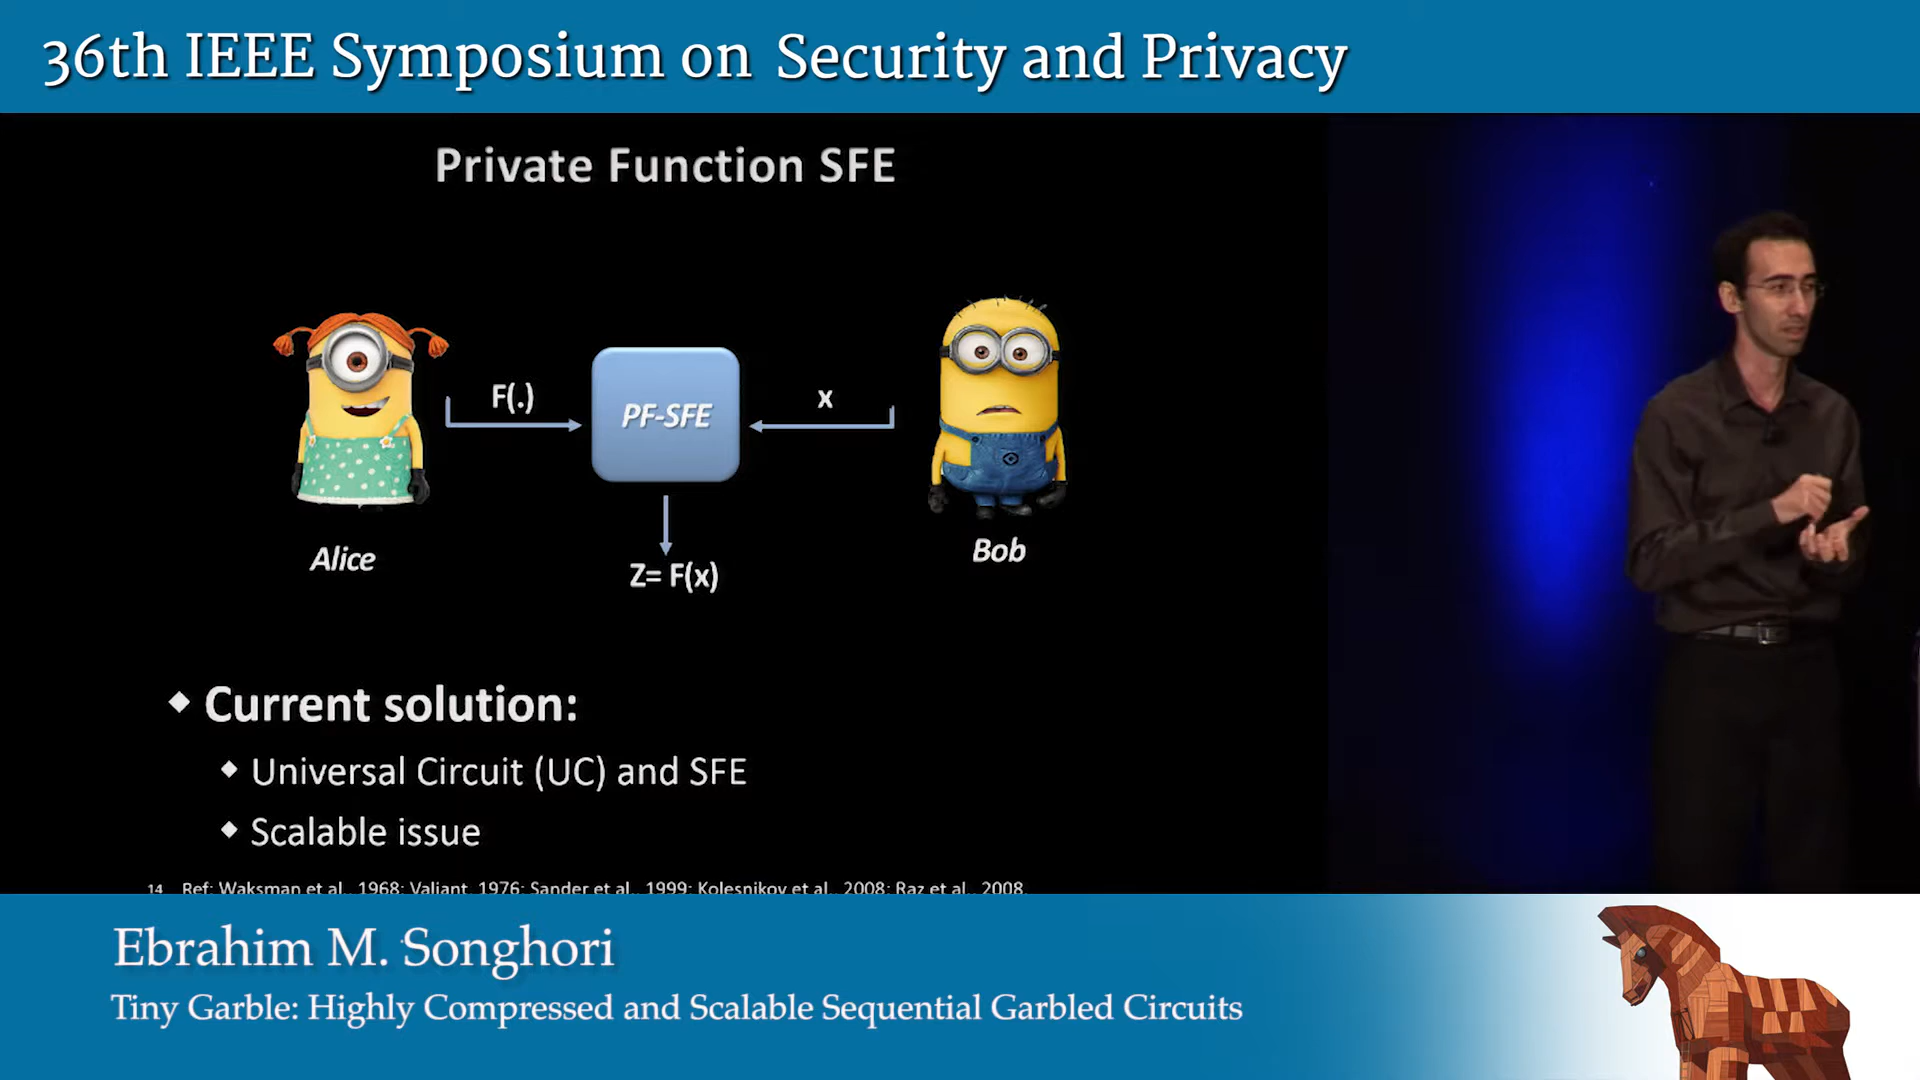 36th IEEE Symposium on Security and Privacy
Private Function SFE
F(.)
PF-SFE
x
Alice
Z= F(x)
Bob
Current solution:
Universal Circuit (UC) and SFE
Scalable issue
14 Ref: Waksman et al., 1968; Valiant, 1976; Sander et al., 1999; Kolesnikov et al., 2008; Raz et al., 2008.
Ebrahim M. Songhori
Tiny Garble: Highly Compressed and Scalable Sequential Garbled Circuits